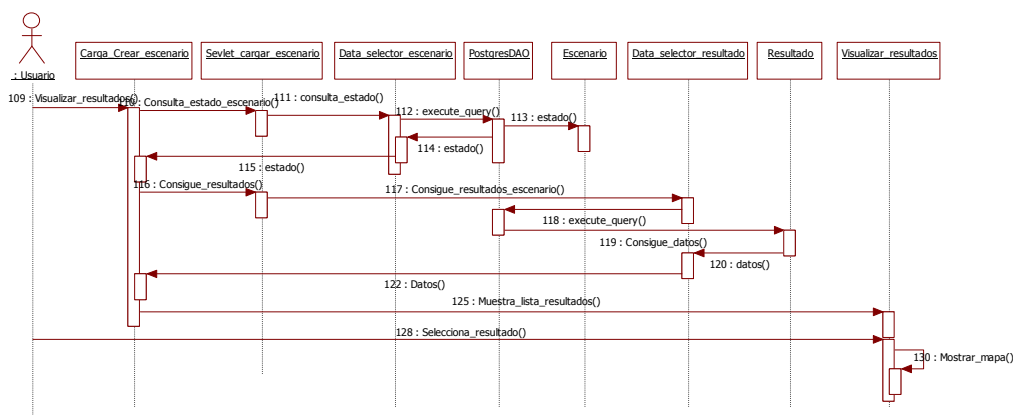 Carga_Crear_escenario
Sevlet_cargar_escenario
Data_selector_escenario
PostgresDAO
Escenario
Data_selector_resultado
Resultado
Visualizar_resultados
: Usuario
109 : Visualizar_resultados()
: Consulta_estado_escenario()
111 : consulta_estado()
112 : execute_query()
113 : estado()
114 : estado()
115 : estado()
116 : Consigue_resultados()
117 : Consigue_resultados_escenario()
118 : execute_query()
119 : Consigue_datos()
120 : datos()
122 : Datos()
125 : Muestra_lista_resultados()
128 : Selecciona_resultado()
130 : Mostrar_mapa()